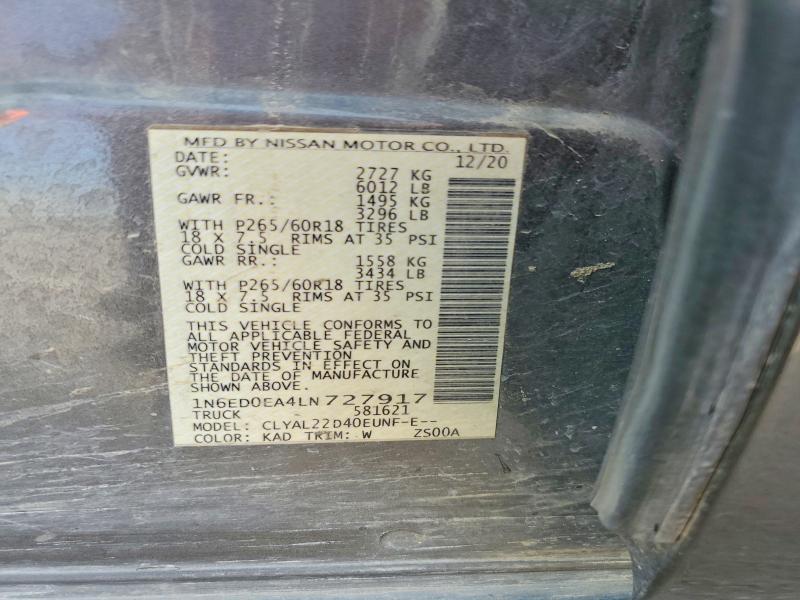 MFD BY NISSAN MOTOR CO., LTD.
DATE: 12/20
GVWR: 2727 KG
6012 LB
GAWR FR.: 1495 KG
3296 LB
WITH P265/60R18 TIRES
18 X 7.5 RIMS AT 35 PSI
COLD SINGLE
GAWR RR.: 1558 KG
3434 LB
WITH P265/60R18 TIRES
18 X 7.5 RIMS AT 35 PSI
COLD SINGLE
THIS VEHICLE CONFORMS TO
ALL APPLICABLE FEDERAL
MOTOR VEHICLE SAFETY AND
THEFT PREVENTION
STANDARDS IN EFFECT ON
THE DATE OF MANUFACTURE
SHOWN ABOVE.
1N6ED0EA4LN727917
TRUCK 581621
MODEL: CLYAL22D40EUNF-E--
COLOR: KAD TRIM: W ZS00A